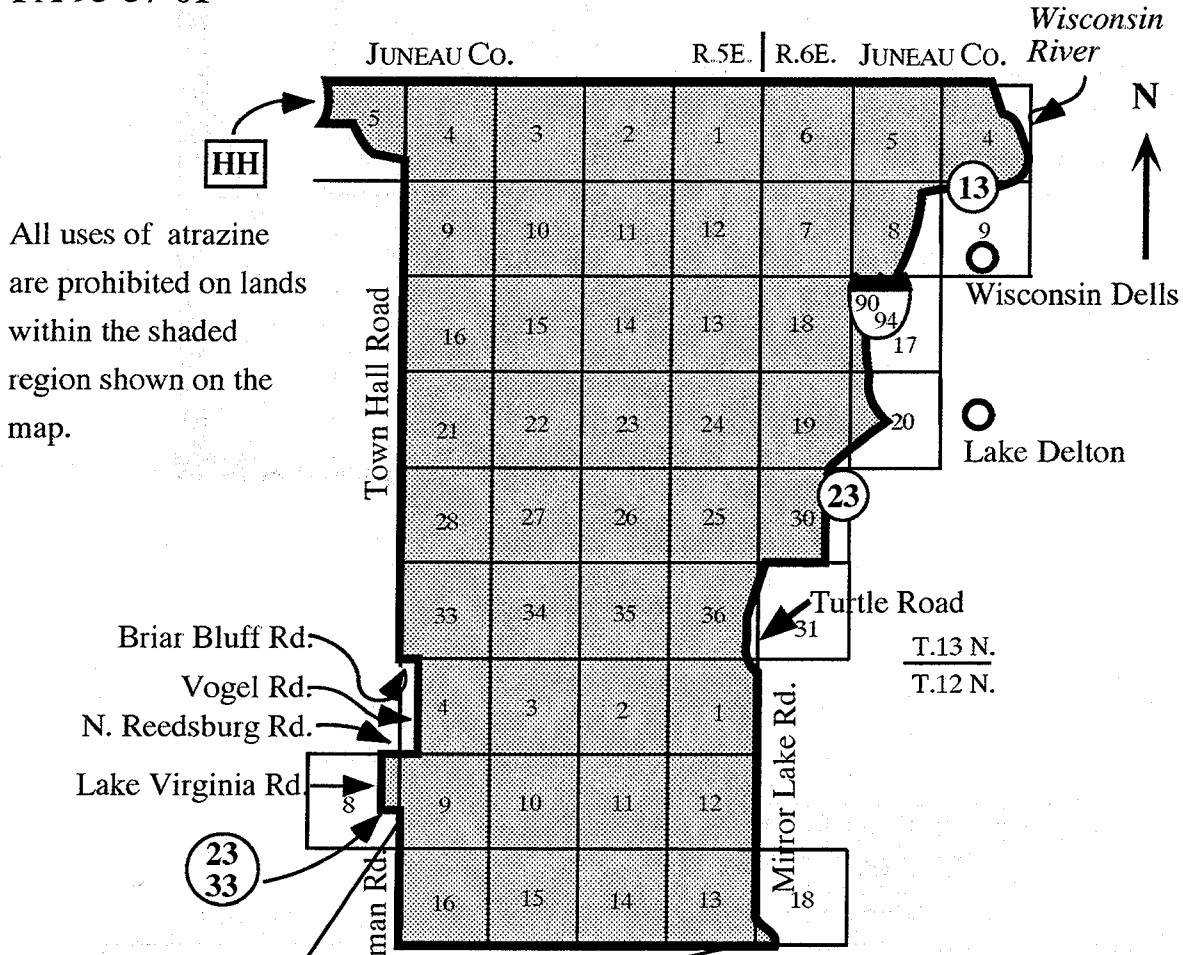 Wisconsin
River
JUNEAU CO.
R.5E. R.6E.
JUNEAU CO.
N
HH
5 4 3 2 1 6 5 4
13
All uses of atrazine
are prohibited on lands
within the shaded
region shown on the
map.
9 10 11 12 7 8 9
Wisconsin Dells
Town Hall Road
16 15 14 13 18
90
94
17
21 22 23 24 19 20
Lake Delton
23
28 27 26 25 30
33 34 35 36 31
Turtle Road
T.13 N.
T.12 N.
Briar Bluff Rd.
Vogel Rd.
N. Reedsburg Rd.
4 3 2 1
Mirror Lake Rd.
Lake Virginia Rd.
8 9 10 11 12
23
33
man Rd.
16 15 14 13 18